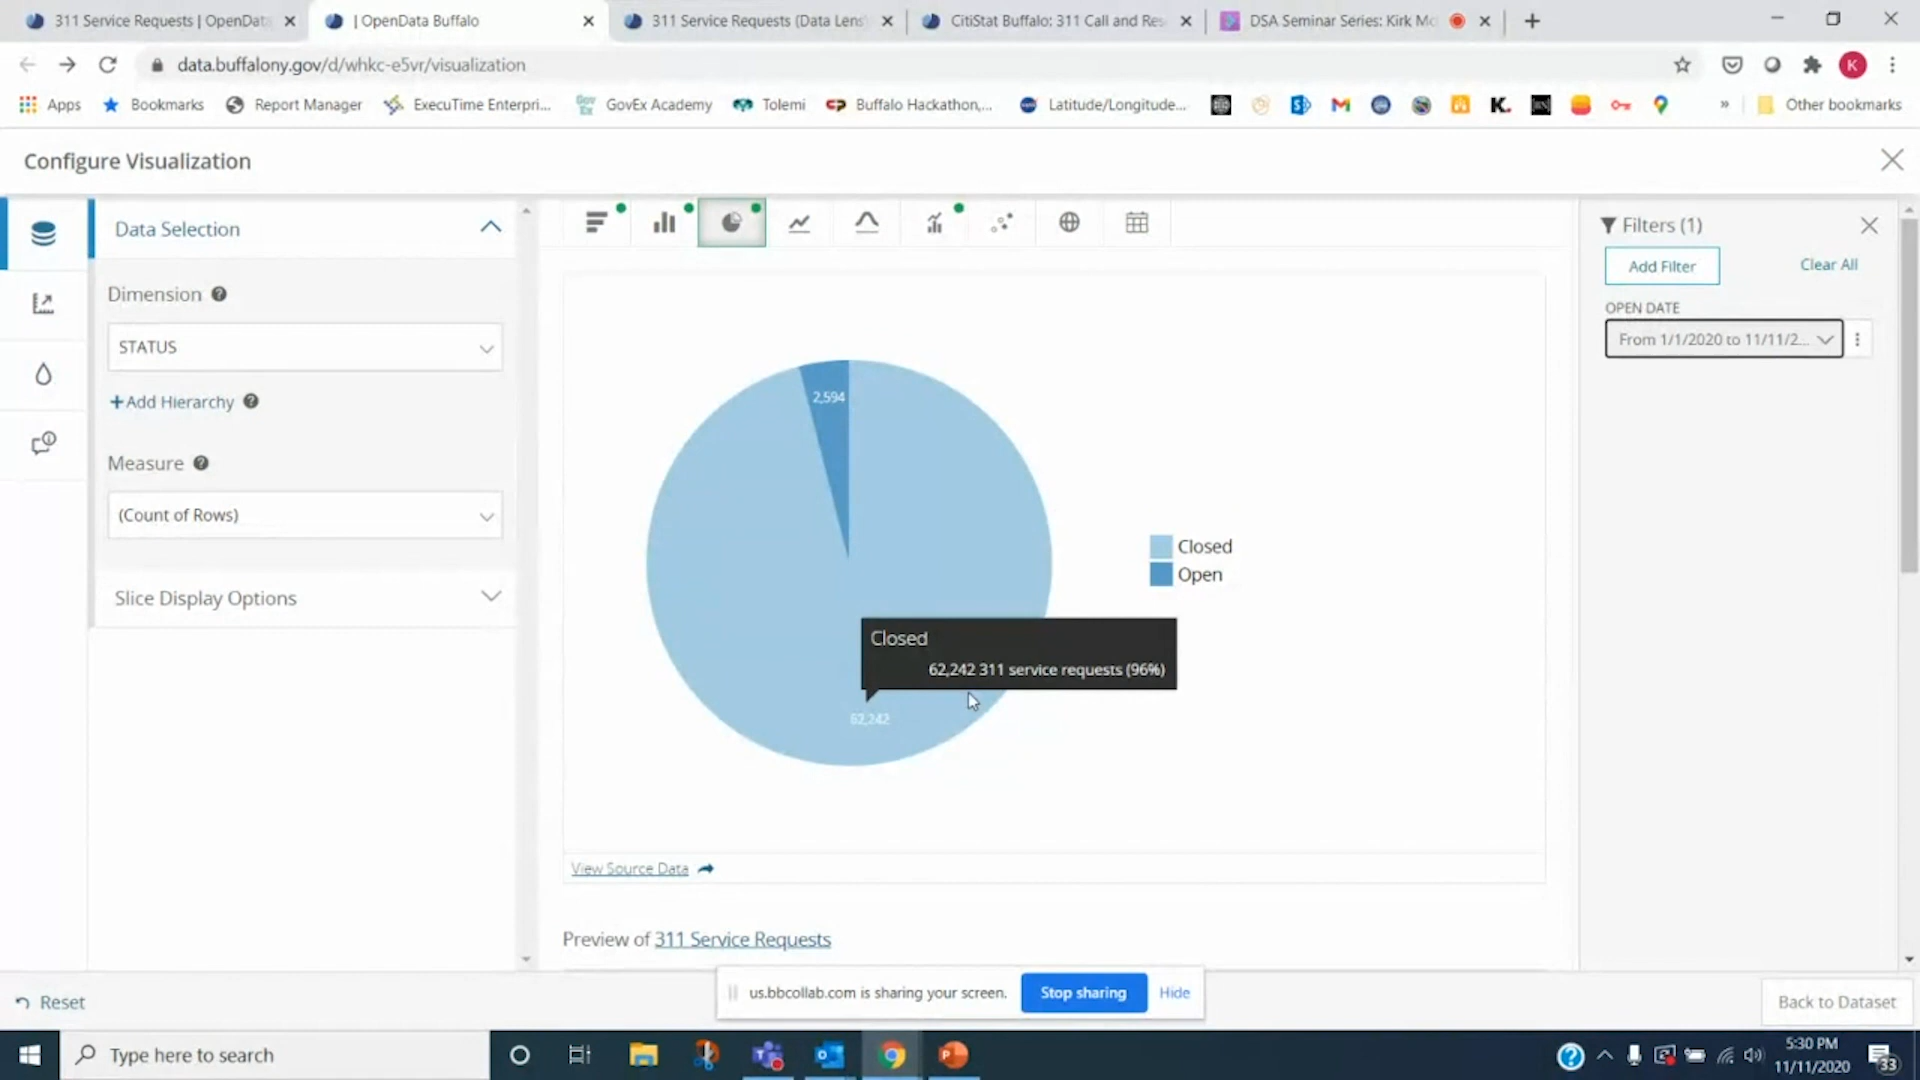 311 Service Requests | OpenData
| OpenData Buffalo
311 Service Requests (Data Lens
CitiStat Buffalo: 311 Call and Res
DSA Seminar Series: Kirk Mc
data.buffalony.gov/d/whkc-e5vr/visualization
K
Apps
Bookmarks
Report Manager
ExecuTime Enterpri...
GovEx Academy
Tolemi
Buffalo Hackathon,...
Latitude/Longitude...
K.
Other bookmarks
Configure Visualization
Data Selection
Dimension
STATUS
+Add Hierarchy
Measure
(Count of Rows)
Slice Display Options
2,594
Closed
Open
Closed
62,242 311 service requests (96%)
62,242
View Source Data
Preview of 311 Service Requests
Filters (1)
Add Filter
Clear All
OPEN DATE
From 1/1/2020 to 11/11/2...
us.bbcollab.com is sharing your screen.
Stop sharing
Hide
Reset
Back to Dataset
Type here to search
5:30 PM
11/11/2020
33